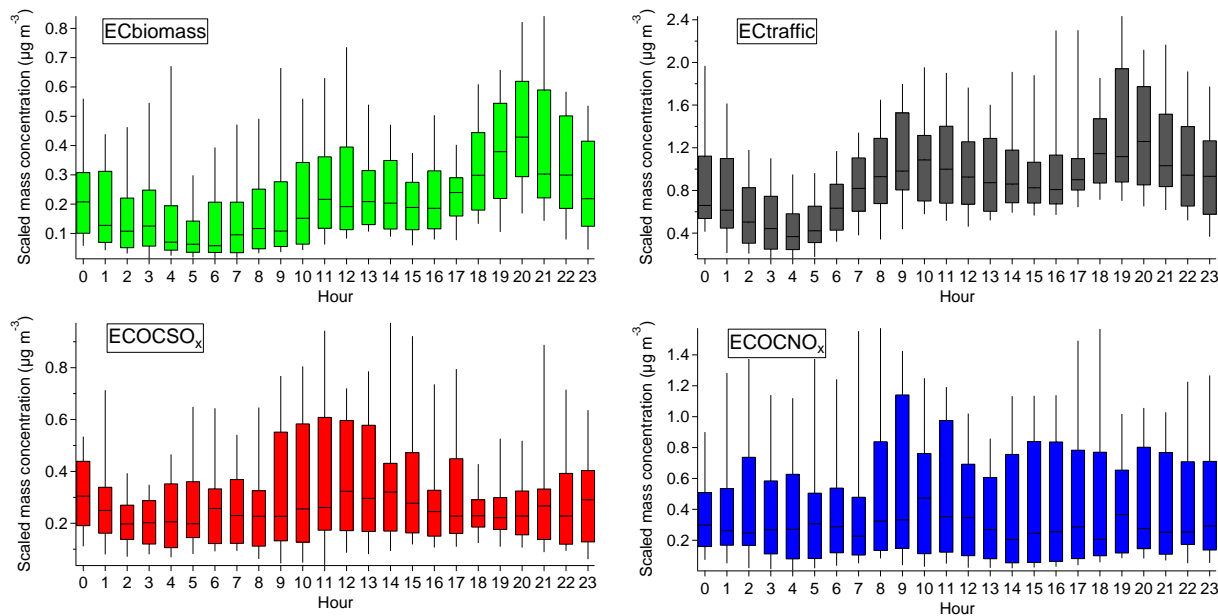 ECbiomass
Scaled mass concentration (µg m⁻³)
0.8
0.7
0.6
0.5
0.4
0.3
0.2
0.1
0 1 2 3 4 5 6 7 8 9 10 11 12 13 14 15 16 17 18 19 20 21 22 23
Hour
ECtraffic
Scaled mass concentration (µg m⁻³)
2.4
2.0
1.6
1.2
0.8
0.4
0 1 2 3 4 5 6 7 8 9 10 11 12 13 14 15 16 17 18 19 20 21 22 23
Hour
ECOCSOₓ
Scaled mass concentration (µg m⁻³)
0.8
0.6
0.4
0.2
0 1 2 3 4 5 6 7 8 9 10 11 12 13 14 15 16 17 18 19 20 21 22 23
Hour
ECOCNOₓ
Scaled mass concentration (µg m⁻³)
1.4
1.2
1.0
0.8
0.6
0.4
0.2
0 1 2 3 4 5 6 7 8 9 10 11 12 13 14 15 16 17 18 19 20 21 22 23
Hour